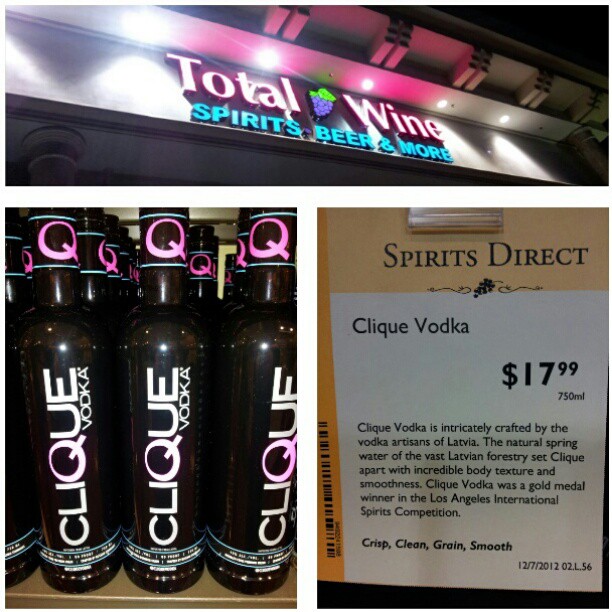 Total Wine
SPIRITS, BEER & MORE
Q Q Q Q
CLIQUE
VODKA
CLIQUE
VODKA
CLIQUE
VODKA
SPIRITS DIRECT
Clique Vodka
$17.99
750ml
Clique Vodka is intricately crafted by the
vodka artisans of Latvia. The natural spring
water of the vast Latvian forestry set Clique
apart with incredible body texture and
smoothness. Clique Vodka was a gold medal
winner in the Los Angeles International
Spirits Competition.
Crisp, Clean, Grain, Smooth
12/7/2012 02.L.56